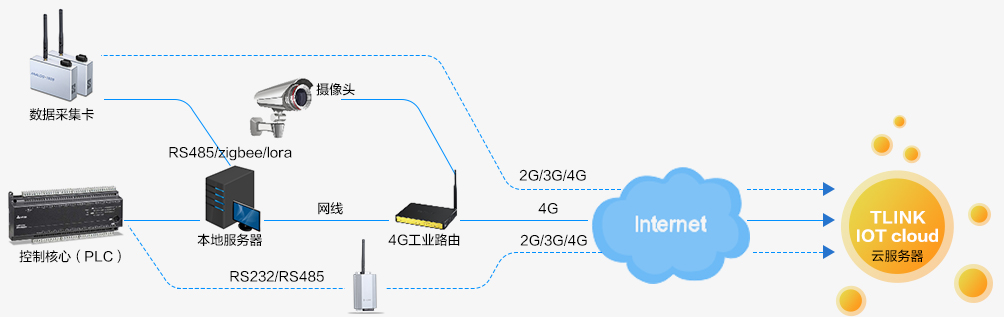 数据采集卡
摄像头
RS485/zigbee/lora
2G/3G/4G
网线
4G
Internet
TLINK
IOT cloud
云服务器
本地服务器
4G工业路由
2G/3G/4G
控制核心（PLC）
RS232/RS485